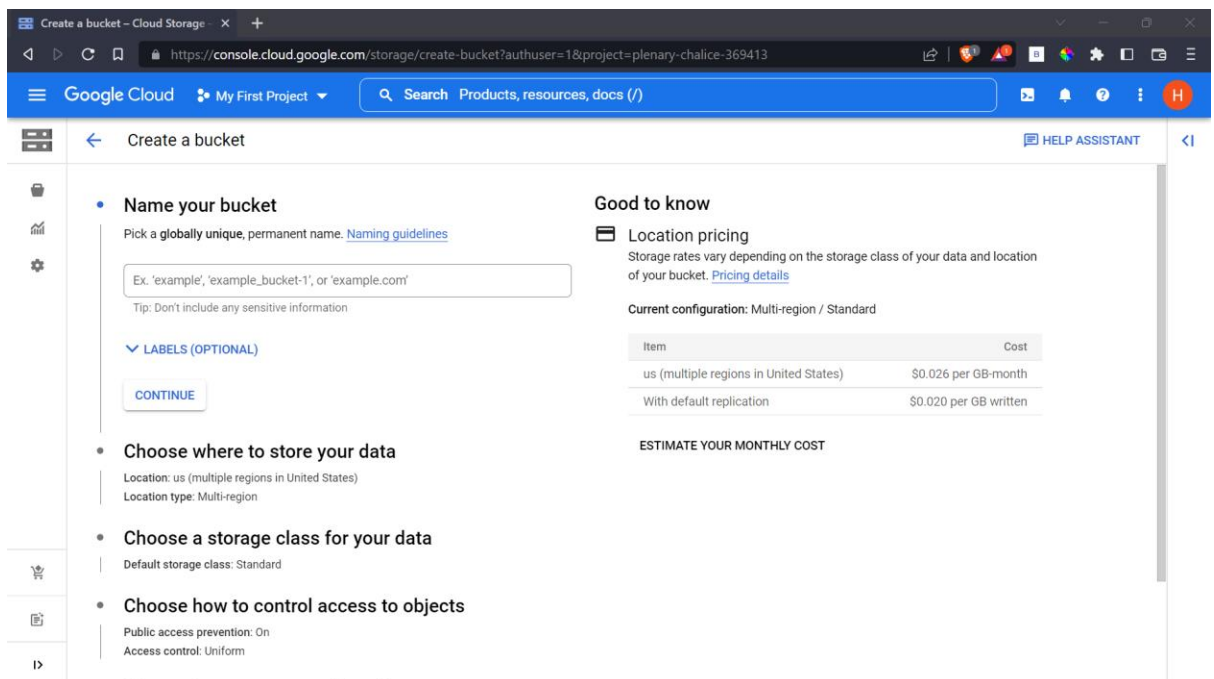 Create a bucket – Cloud Storage –
https://console.cloud.google.com/storage/create-bucket?authuser=1&project=plenary-chalice-369413
Google Cloud
My First Project
Search Products, resources, docs (/)
H
Create a bucket
HELP ASSISTANT
Name your bucket
Pick a globally unique, permanent name. Naming guidelines
Ex. 'example', 'example_bucket-1', or 'example.com'
Tip: Don't include any sensitive information
LABELS (OPTIONAL)
CONTINUE
Choose where to store your data
Location: us (multiple regions in United States)
Location type: Multi-region
Choose a storage class for your data
Default storage class: Standard
Choose how to control access to objects
Public access prevention: On
Access control: Uniform
Good to know
Location pricing
Storage rates vary depending on the storage class of your data and location
of your bucket. Pricing details
Current configuration: Multi-region / Standard
Item Cost
us (multiple regions in United States) $0.026 per GB-month
With default replication $0.020 per GB written
ESTIMATE YOUR MONTHLY COST